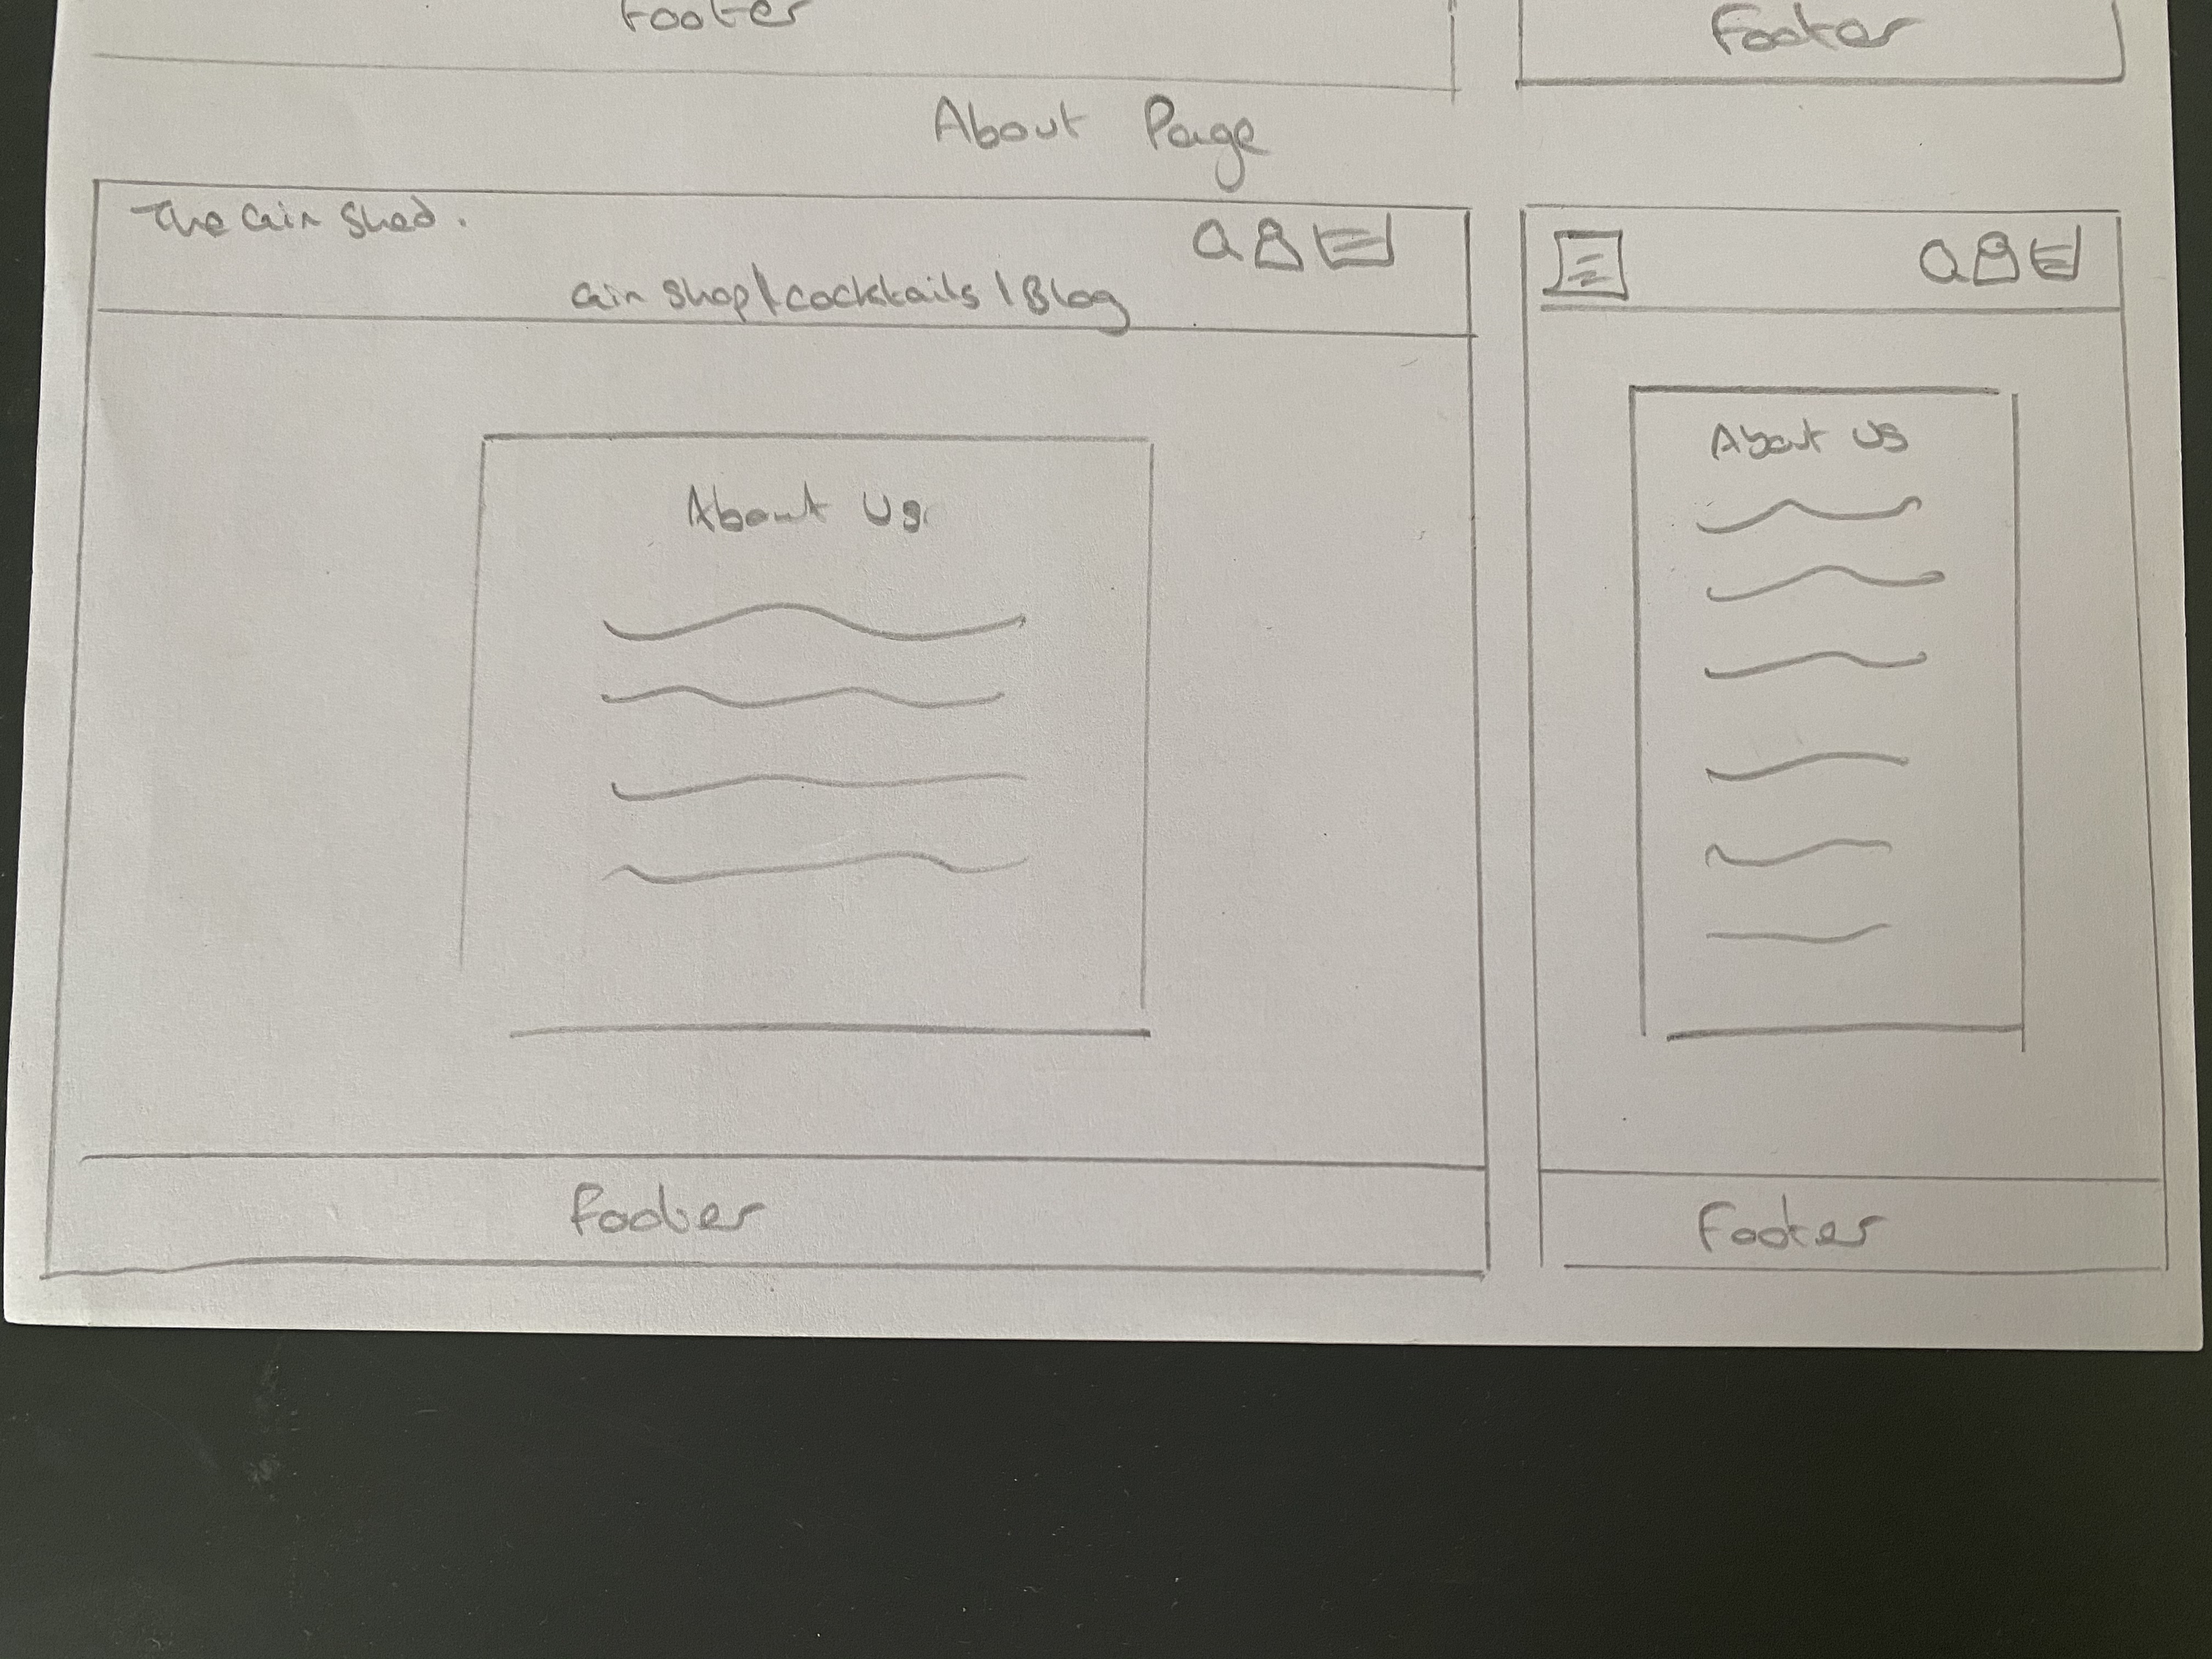 Footer
Footer
About Page
The Gin Shed.
Gin Shop|Cocktails|Blog
About Us
About Us
Footer
Footer